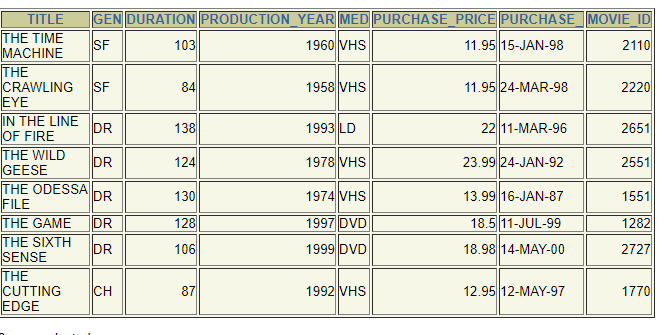 TITLE GEN DURATION PRODUCTION_YEAR MED PURCHASE_PRICE PURCHASE_ MOVIE_ID
THE TIME MACHINE SF 103 1960 VHS 11.95 15-JAN-98 2110
THE CRAWLING EYE SF 84 1958 VHS 11.95 24-MAR-98 2220
IN THE LINE OF FIRE DR 138 1993 LD 22 11-MAR-96 2651
THE WILD GEESE DR 124 1978 VHS 23.99 24-JAN-92 2551
THE ODESSA FILE DR 130 1974 VHS 13.99 16-JAN-87 1551
THE GAME DR 128 1997 DVD 18.5 11-JUL-99 1282
THE SIXTH SENSE DR 106 1999 DVD 18.98 14-MAY-00 2727
THE CUTTING EDGE CH 87 1992 VHS 12.95 12-MAY-97 1770